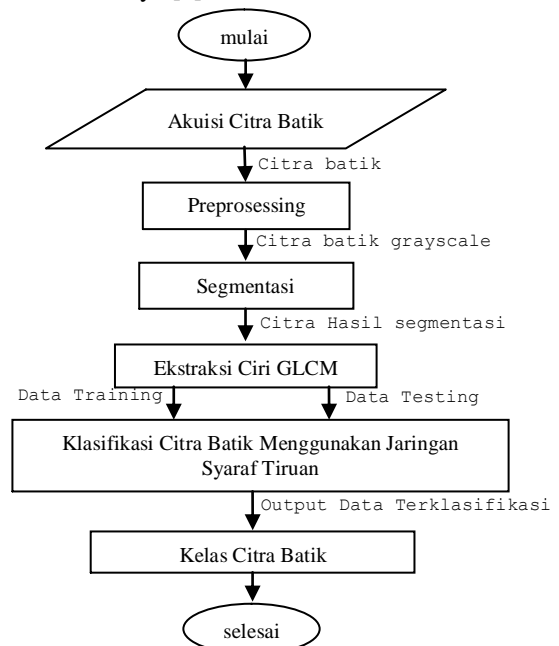 mulai
Akuisi Citra Batik
Citra batik
Preprosessing
Citra batik grayscale
Segmentasi
Citra Hasil segmentasi
Ekstraksi Ciri GLCM
Data Training
Data Testing
Klasifikasi Citra Batik Menggunakan Jaringan
Syaraf Tiruan
Output Data Terklasifikasi
Kelas Citra Batik
selesai